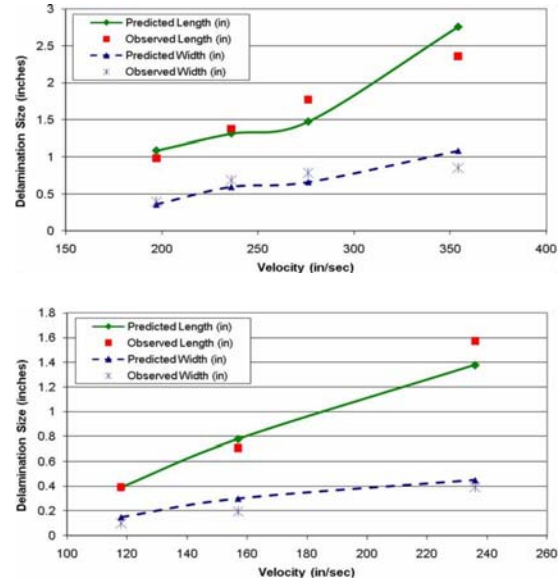 3
2.5
2
1.5
1
0.5
0
Delamination Size (inches)
Predicted Length (in)
Observed Length (in)
Predicted Width (in)
Observed Width (in)
150 200 250 300 350 400
Velocity (in/sec)
1.8
1.6
1.4
1.2
1
0.8
0.6
0.4
0.2
0
Delamination Size (inches)
Predicted Length (in)
Observed Length (in)
Predicted Width (in)
Observed Width (in)
100 120 140 160 180 200 220 240 260
Velocity (in/sec)